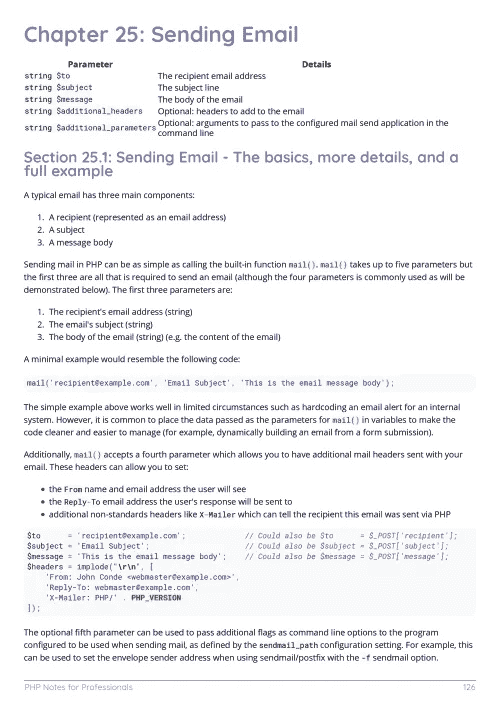 Chapter 25: Sending Email
Parameter Details
string $to The recipient email address
string $subject The subject line
string $message The body of the email
string $additional_headers Optional: headers to add to the email
string $additional_parameters Optional: arguments to pass to the configured mail send application in the
command line
Section 25.1: Sending Email - The basics, more details, and a
full example
A typical email has three main components:
1. A recipient (represented as an email address)
2. A subject
3. A message body
Sending mail in PHP can be as simple as calling the built-in function mail(). mail() takes up to five parameters but
the first three are all that is required to send an email (although the four parameters is commonly used as will be
demonstrated below). The first three parameters are:
1. The recipient's email address (string)
2. The email's subject (string)
3. The body of the email (string) (e.g. the content of the email)
A minimal example would resemble the following code:
mail('recipient@example.com', 'Email Subject', 'This is the email message body');
The simple example above works well in limited circumstances such as hardcoding an email alert for an internal
system. However, it is common to place the data passed as the parameters for mail() in variables to make the
code cleaner and easier to manage (for example, dynamically building an email from a form submission).
Additionally, mail() accepts a fourth parameter which allows you to have additional mail headers sent with your
email. These headers can allow you to set:
• the From name and email address the user will see
• the Reply-To email address the user's response will be sent to
• additional non-standards headers like X-Mailer which can tell the recipient this email was sent via PHP
$to      = 'recipient@example.com';             // Could also be $to      = $_POST['recipient'];
$subject = 'Email Subject';                     // Could also be $subject = $_POST['subject'];
$message = 'This is the email message body';    // Could also be $message = $_POST['message'];
$headers = implode("\r\n", [
    'From: John Conde <webmaster@example.com>',
    'Reply-To: webmaster@example.com',
    'X-Mailer: PHP/' . PHP_VERSION
]);
The optional fifth parameter can be used to pass additional flags as command line options to the program
configured to be used when sending mail, as defined by the sendmail_path configuration setting. For example, this
can be used to set the envelope sender address when using sendmail/postfix with the -f sendmail option.
PHP Notes for Professionals 126